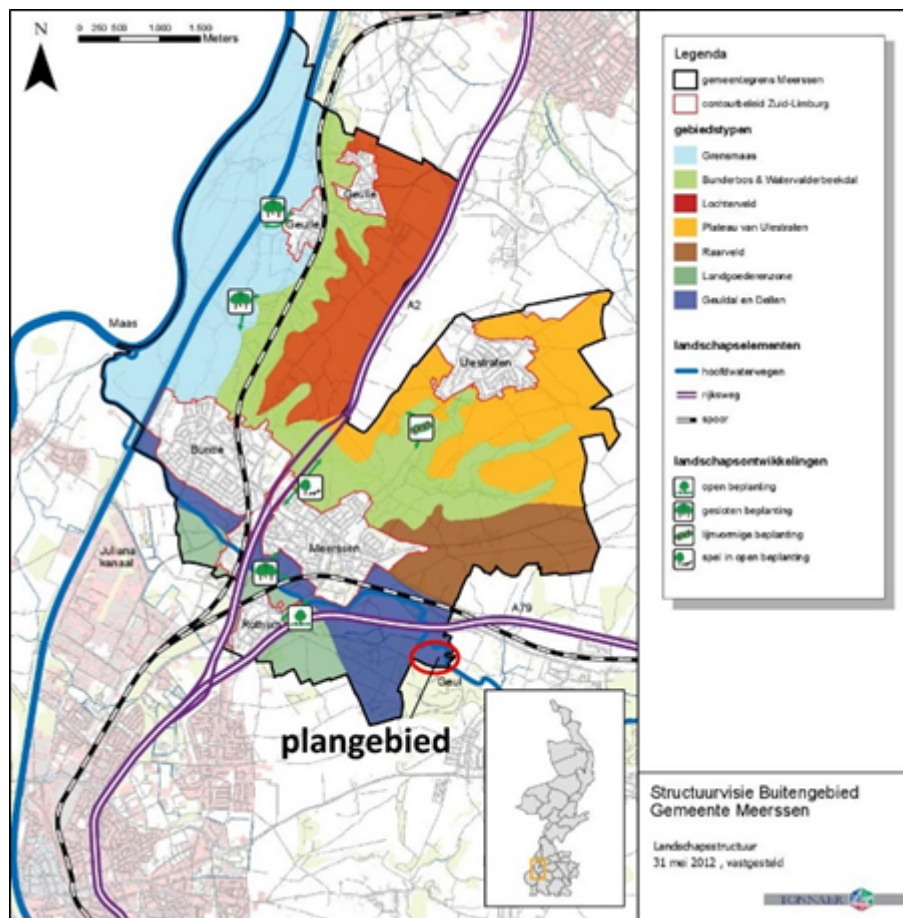 N
0 250 500 1.000 1.500
Meters
Geulle
Geulle
A2
Maas
Ulestraten
Bunde
Juliana
kanaal
Meerssen
A79
Rothem
Geul
plangebied
Legenda
gemeentegrens Meerssen
contourbeleid Zuid-Limburg
gebiedstypen
Grensmaas
Bunderbos & Watervalderbeekdal
Lochterveld
Plateau van Ulestraten
Raarveld
Landgoederenzone
Geuldal en Dellen
landschapselementen
hoofdwaterwegen
rijksweg
spoor
landschapsontwikkelingen
open beplanting
gesloten beplanting
lijnvormige beplanting
spel in open beplanting
Structuurvisie Buitengebied
Gemeente Meerssen
Landschapsstructuur
31 mei 2012 , vastgesteld
TONNAER